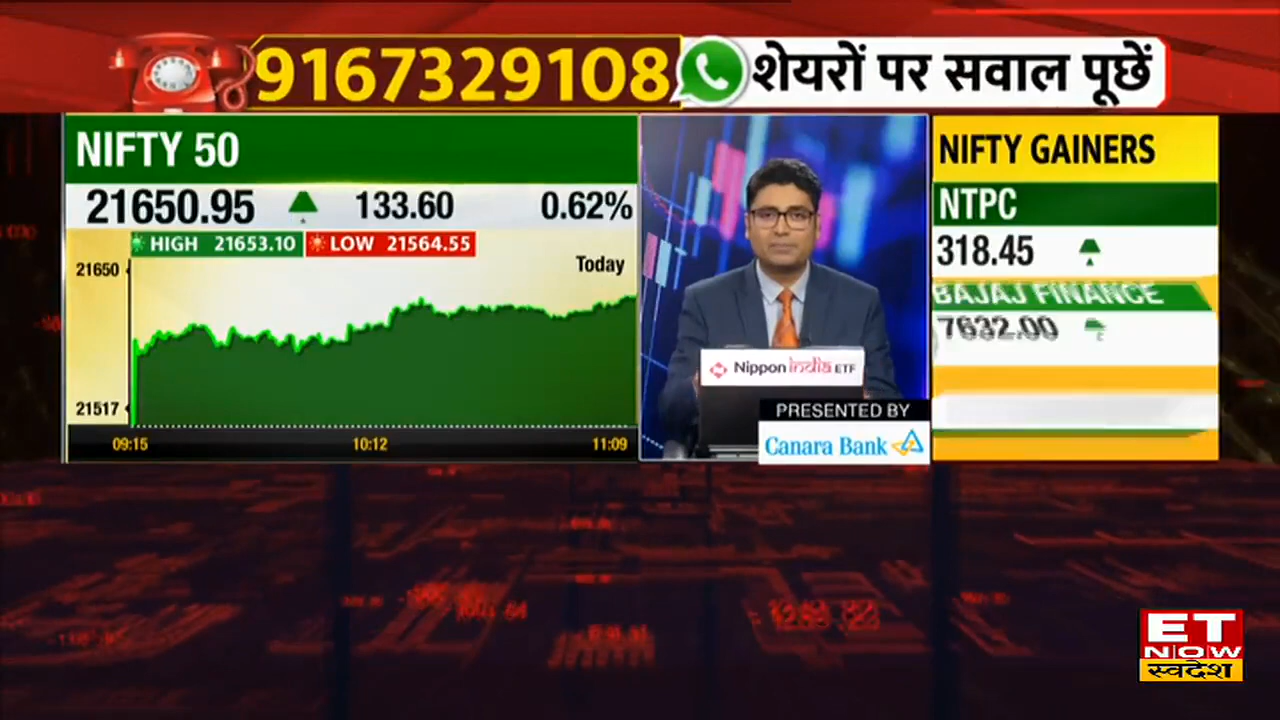 9167329108 शेयरों पर सवाल पूछें
NIFTY 50
21650.95 133.60 0.62%
HIGH 21653.10 LOW 21564.55
Today
21650
21517
09:15 10:12 11:09
Nippon india ETF
PRESENTED BY
Canara Bank
NIFTY GAINERS
NTPC
318.45
BAJAJ FINANCE
7632.00
ET
NOW
स्वदेश